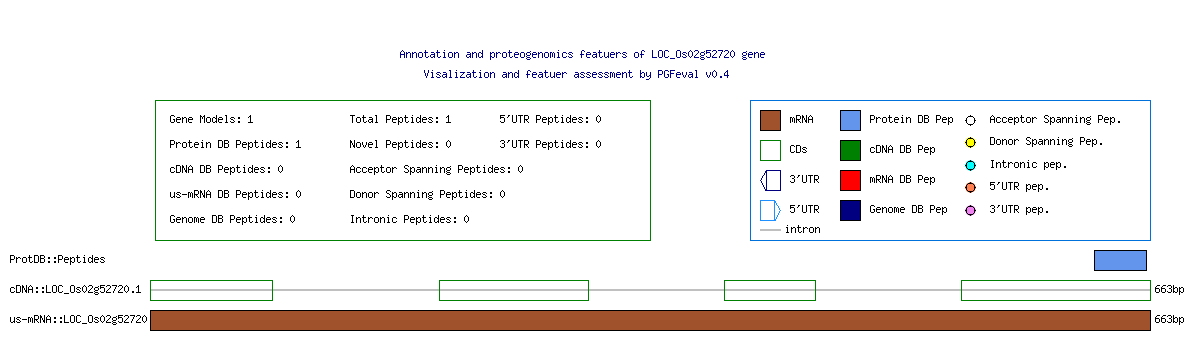 Annotation and proteogenomics featuers of LOC_Os02g52720 gene
Visalization and featuer assessment by PGFeval v0.4
Gene Models: 1 Total Peptides: 1 5'UTR Peptides: 0
Protein DB Peptides: 1 Novel Peptides: 0 3'UTR Peptides: 0
cDNA DB Peptides: 0 Acceptor Spanning Peptides: 0
us-mRNA DB Peptides: 0 Donor Spanning Peptides: 0
Genome DB Peptides: 0 Intronic Peptides: 0
mRNA Protein DB Pep Acceptor Spanning Pep.
CDs cDNA DB Pep Donor Spanning Pep.
3'UTR mRNA DB Pep Intronic pep.
5'UTR Genome DB Pep 5'UTR pep.
intron 3'UTR pep.
ProtDB::Peptides
cDNA::LOC_Os02g52720.1 663bp
us-mRNA::LOC_Os02g52720 663bp